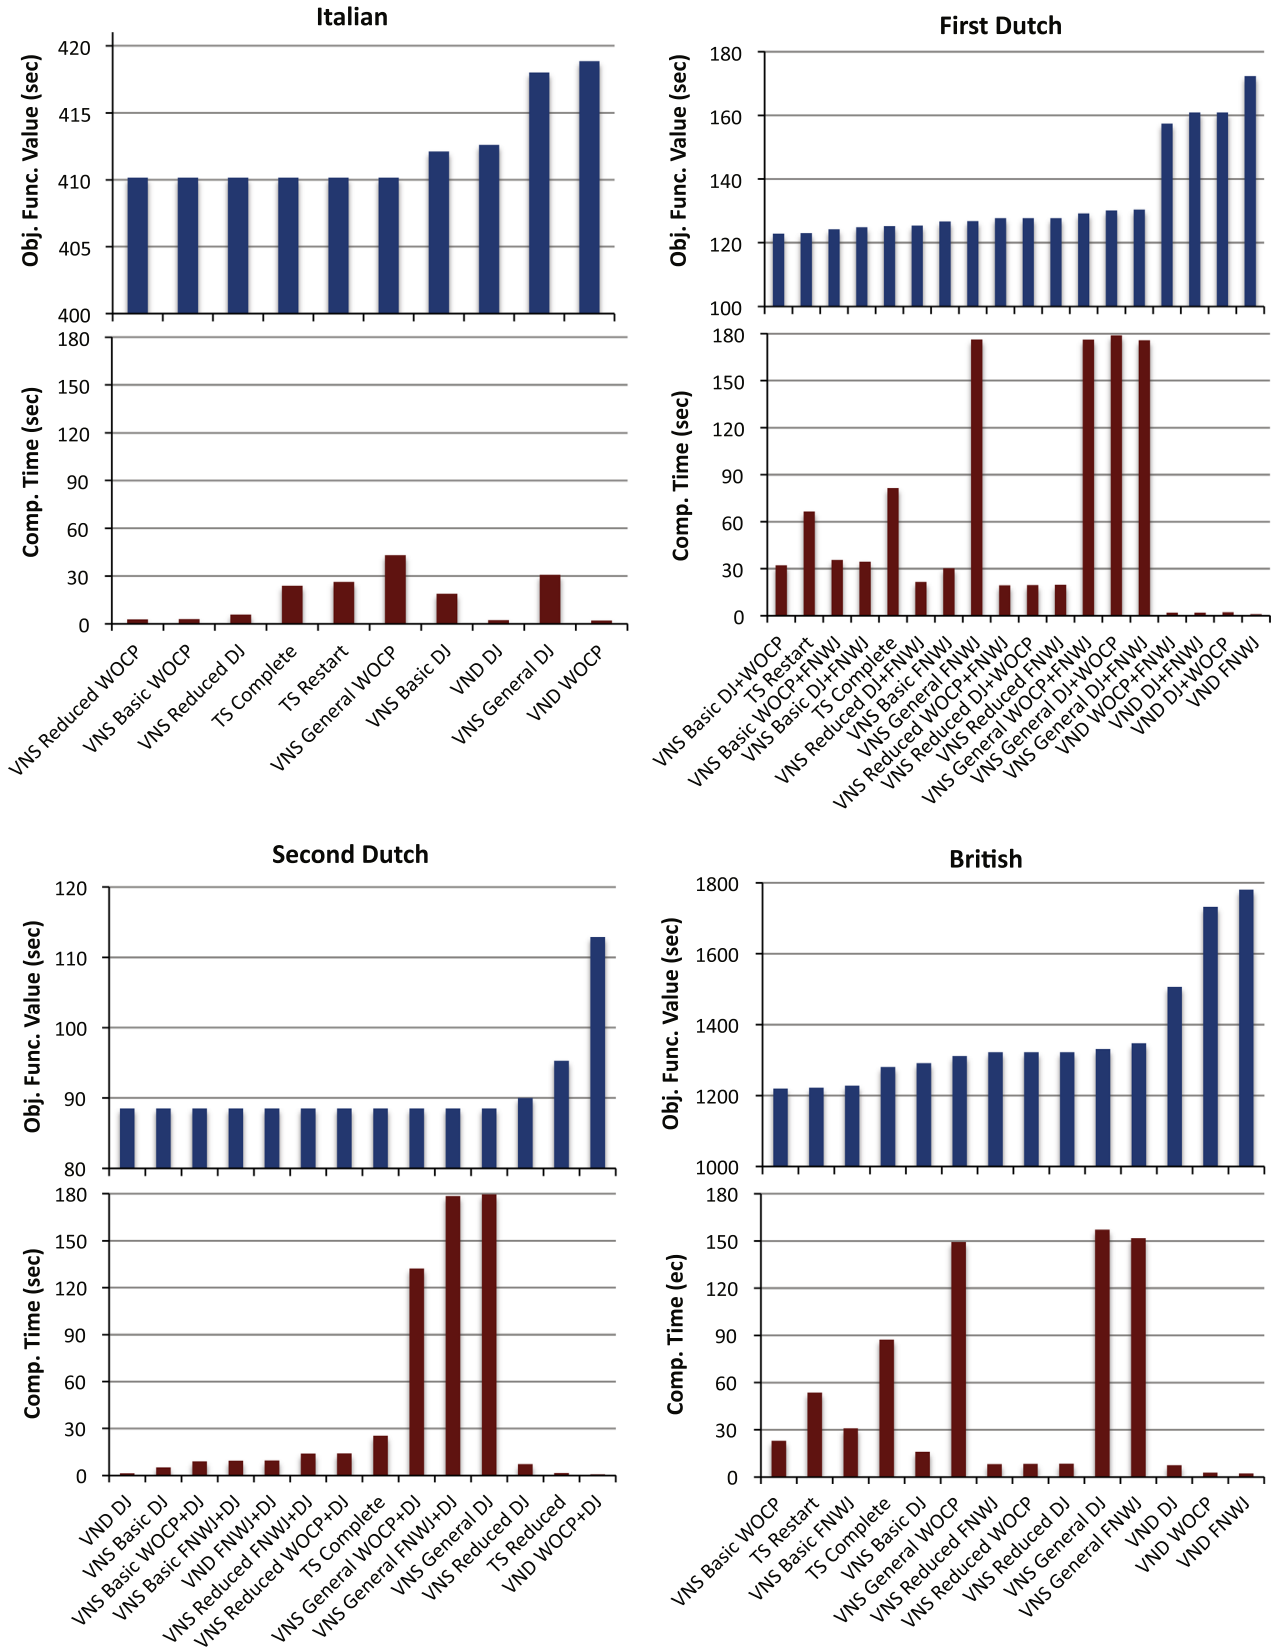 Italian
Obj. Func. Value (sec)
420
415
410
405
400
Comp. Time (sec)
180
150
120
90
60
30
0
VNS Reduced WOCP
VNS Basic WOCP
VNS Reduced DJ
TS Complete
TS Restart
VNS General WOCP
VNS Basic DJ
VND DJ
VNS General DJ
VND WOCP
First Dutch
Obj. Func. Value (sec)
180
160
140
120
100
Comp. Time (sec)
180
150
120
90
60
30
0
VNS Basic DJ+WOCP
TS Restart
VNS Basic WOCP+FNWJ
VNS Basic DJ+FNWJ
TS Complete
VNS Reduced DJ+FNWJ
VNS Basic FNWJ
VNS General FNWJ
VNS Reduced WOCP+FNWJ
VNS Reduced DJ+WOCP
VNS Reduced FNWJ
VNS General WOCP+FNWJ
VNS General DJ+WOCP
VNS General DJ+FNWJ
VND WOCP+FNWJ
VND DJ+FNWJ
VND DJ+WOCP
VND FNWJ
Second Dutch
Obj. Func. Value (sec)
120
110
100
90
80
Comp. Time (sec)
180
150
120
90
60
30
0
VND DJ
VNS Basic DJ
VNS Basic WOCP+DJ
VNS Basic FNWJ+DJ
VND FNWJ+DJ
VNS Reduced FNWJ+DJ
VNS Reduced WOCP+DJ
TS Complete
VNS General WOCP+DJ
VNS General FNWJ+DJ
VNS General DJ
VNS Reduced DJ
TS Reduced
VND WOCP+DJ
British
Obj. Func. Value (sec)
1800
1600
1400
1200
1000
Comp. Time (ec)
180
150
120
90
60
30
0
VNS Basic WOCP
TS Restart
VNS Basic FNWJ
TS Complete
VNS Basic DJ
VNS General WOCP
VNS Reduced FNWJ
VNS Reduced WOCP
VNS Reduced DJ
VNS General DJ
VNS General FNWJ
VND DJ
VND WOCP
VND FNWJ